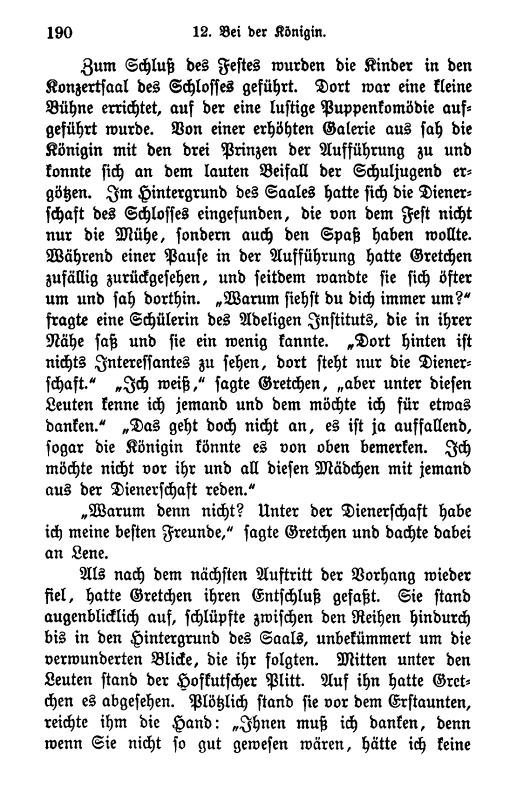 190 12. Bei der Königin.
Zum Schluß des Festes wurden die Kinder in den
Konzertsaal des Schlosses geführt. Dort war eine kleine
Bühne errichtet, auf der eine lustige Puppenkomödie auf-
geführt wurde. Von einer erhöhten Galerie aus sah die
Königin mit den drei Prinzen der Aufführung zu und
konnte sich an dem lauten Beifall der Schuljugend er-
götzen. Im Hintergrund des Saales hatte sich die Diener-
schaft des Schlosses eingefunden, die von dem Fest nicht
nur die Mühe, sondern auch den Spaß haben wollte.
Während einer Pause in der Aufführung hatte Gretchen
zufällig zurückgesehen, und seitdem wandte sie sich öfter
um und sah dorthin. „Warum siehst du dich immer um?“
fragte eine Schülerin des Adeligen Instituts, die in ihrer
Nähe saß und sie ein wenig kannte. „Dort hinten ist
nichts Interessantes zu sehen, dort steht nur die Diener-
schaft.“ „Ich weiß,“ sagte Gretchen, „aber unter diesen
Leuten kenne ich jemand und dem möchte ich für etwas
danken.“ „Das geht doch nicht an, es ist ja auffallend,
sogar die Königin könnte es von oben bemerken. Ich
möchte nicht vor ihr und all diesen Mädchen mit jemand
aus der Dienerschaft reden.“
„Warum denn nicht? Unter der Dienerschaft habe
ich meine besten Freunde,“ sagte Gretchen und dachte dabei
an Lene.
Als nach dem nächsten Auftritt der Vorhang wieder
fiel, hatte Gretchen ihren Entschluß gefaßt. Sie stand
augenblicklich auf, schlüpfte zwischen den Reihen hindurch
bis in den Hintergrund des Saals, unbekümmert um die
verwunderten Blicke, die ihr folgten. Mitten unter den
Leuten stand der Hofkutscher Plitt. Auf ihn hatte Gret-
chen es abgesehen. Plötzlich stand sie vor dem Erstaunten,
reichte ihm die Hand: „Ihnen muß ich danken, denn
wenn Sie nicht so gut gewesen wären, hätte ich keine